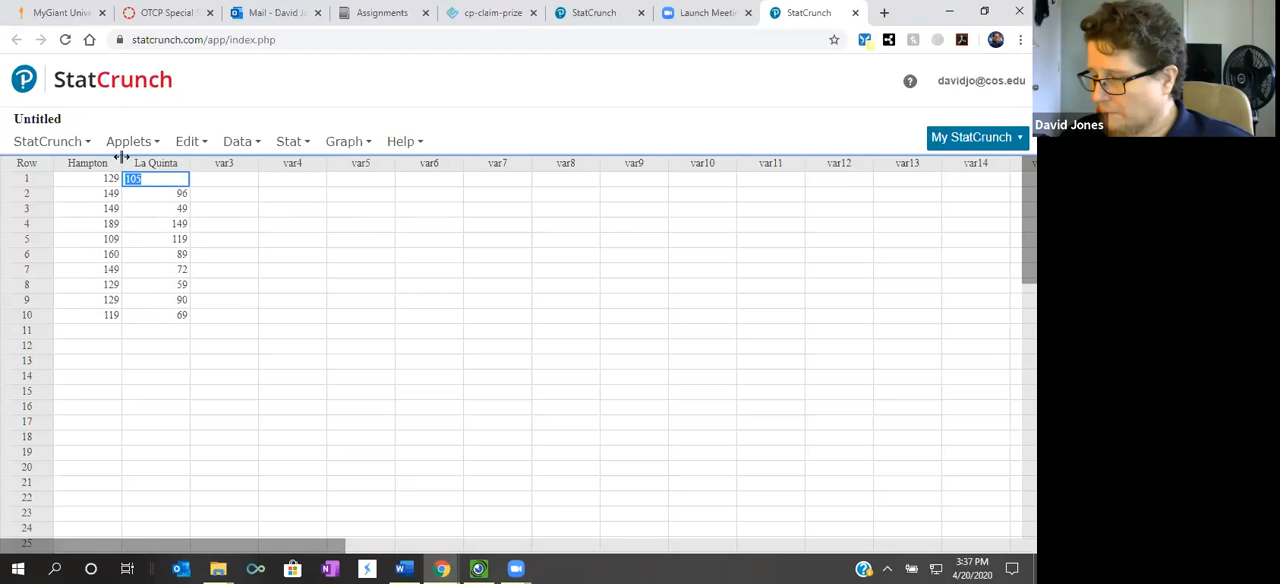 MyGiant Unive
OTCP Special S
Mail - David Jo
Assignments
cp-claim-prize
StatCrunch
Launch Meetin
StatCrunch
statcrunch.com/app/index.php
P
StatCrunch
davidjo@cos.edu
Untitled
StatCrunch Applets Edit Data Stat Graph Help
My StatCrunch
Row Hampton La Quinta var3 var4 var5 var6 var7 var8 var9 var10 var11 var12 var13 var14
1 129 105
2 149 96
3 149 49
4 189 149
5 109 119
6 160 89
7 149 72
8 129 59
9 129 90
10 119 69
11
12
13
14
15
16
17
18
19
20
21
22
23
24
25
David Jones
3:37 PM
4/20/2020